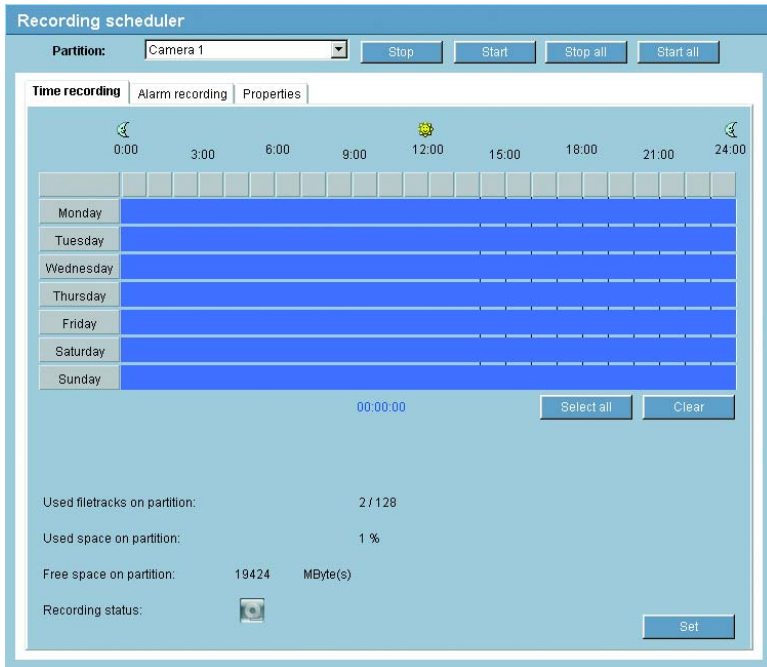 Recording scheduler
Partition: Camera 1 Stop Start Stop all Start all
Time recording Alarm recording Properties
0:00 3:00 6:00 9:00 12:00 15:00 18:00 21:00 24:00
Monday
Tuesday
Wednesday
Thursday
Friday
Saturday
Sunday
00:00:00 Select all Clear
Used filetracks on partition: 2 / 128
Used space on partition: 1 %
Free space on partition: 19424 MByte(s)
Recording status:
Set